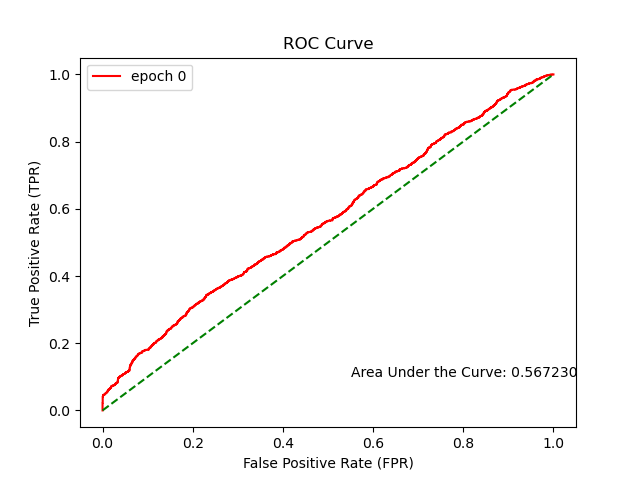 ROC Curve
epoch 0
True Positive Rate (TPR)
1.0
0.8
0.6
0.4
0.2
0.0
Area Under the Curve: 0.567230
0.0 0.2 0.4 0.6 0.8 1.0
False Positive Rate (FPR)